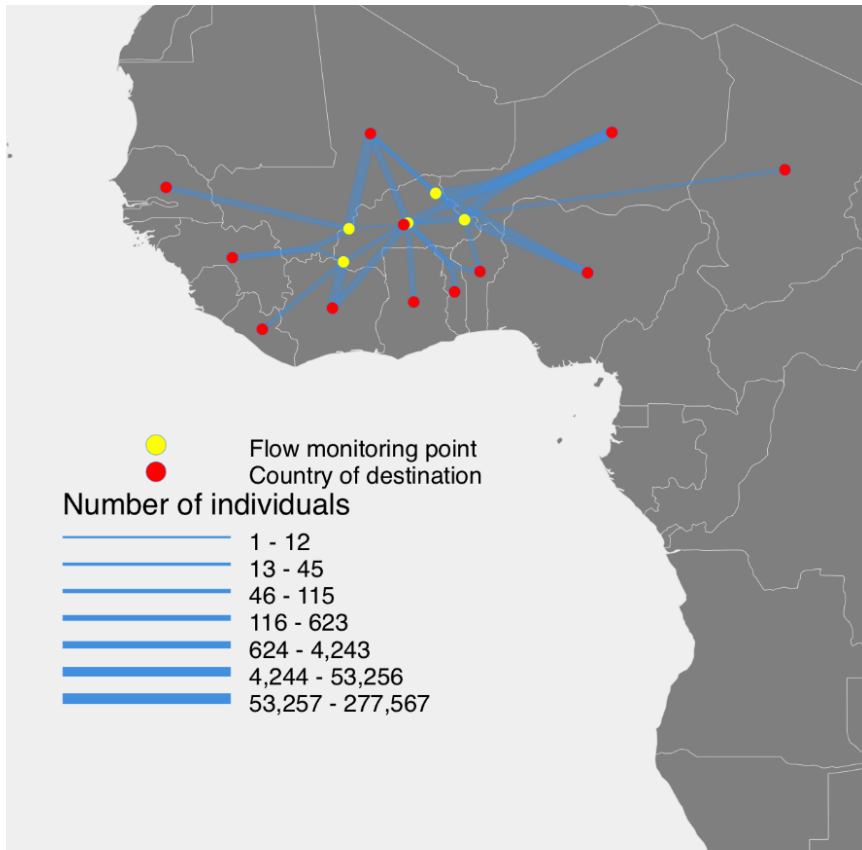 Flow monitoring point
Country of destination
Number of individuals
1 - 12
13 - 45
46 - 115
116 - 623
624 - 4,243
4,244 - 53,256
53,257 - 277,567